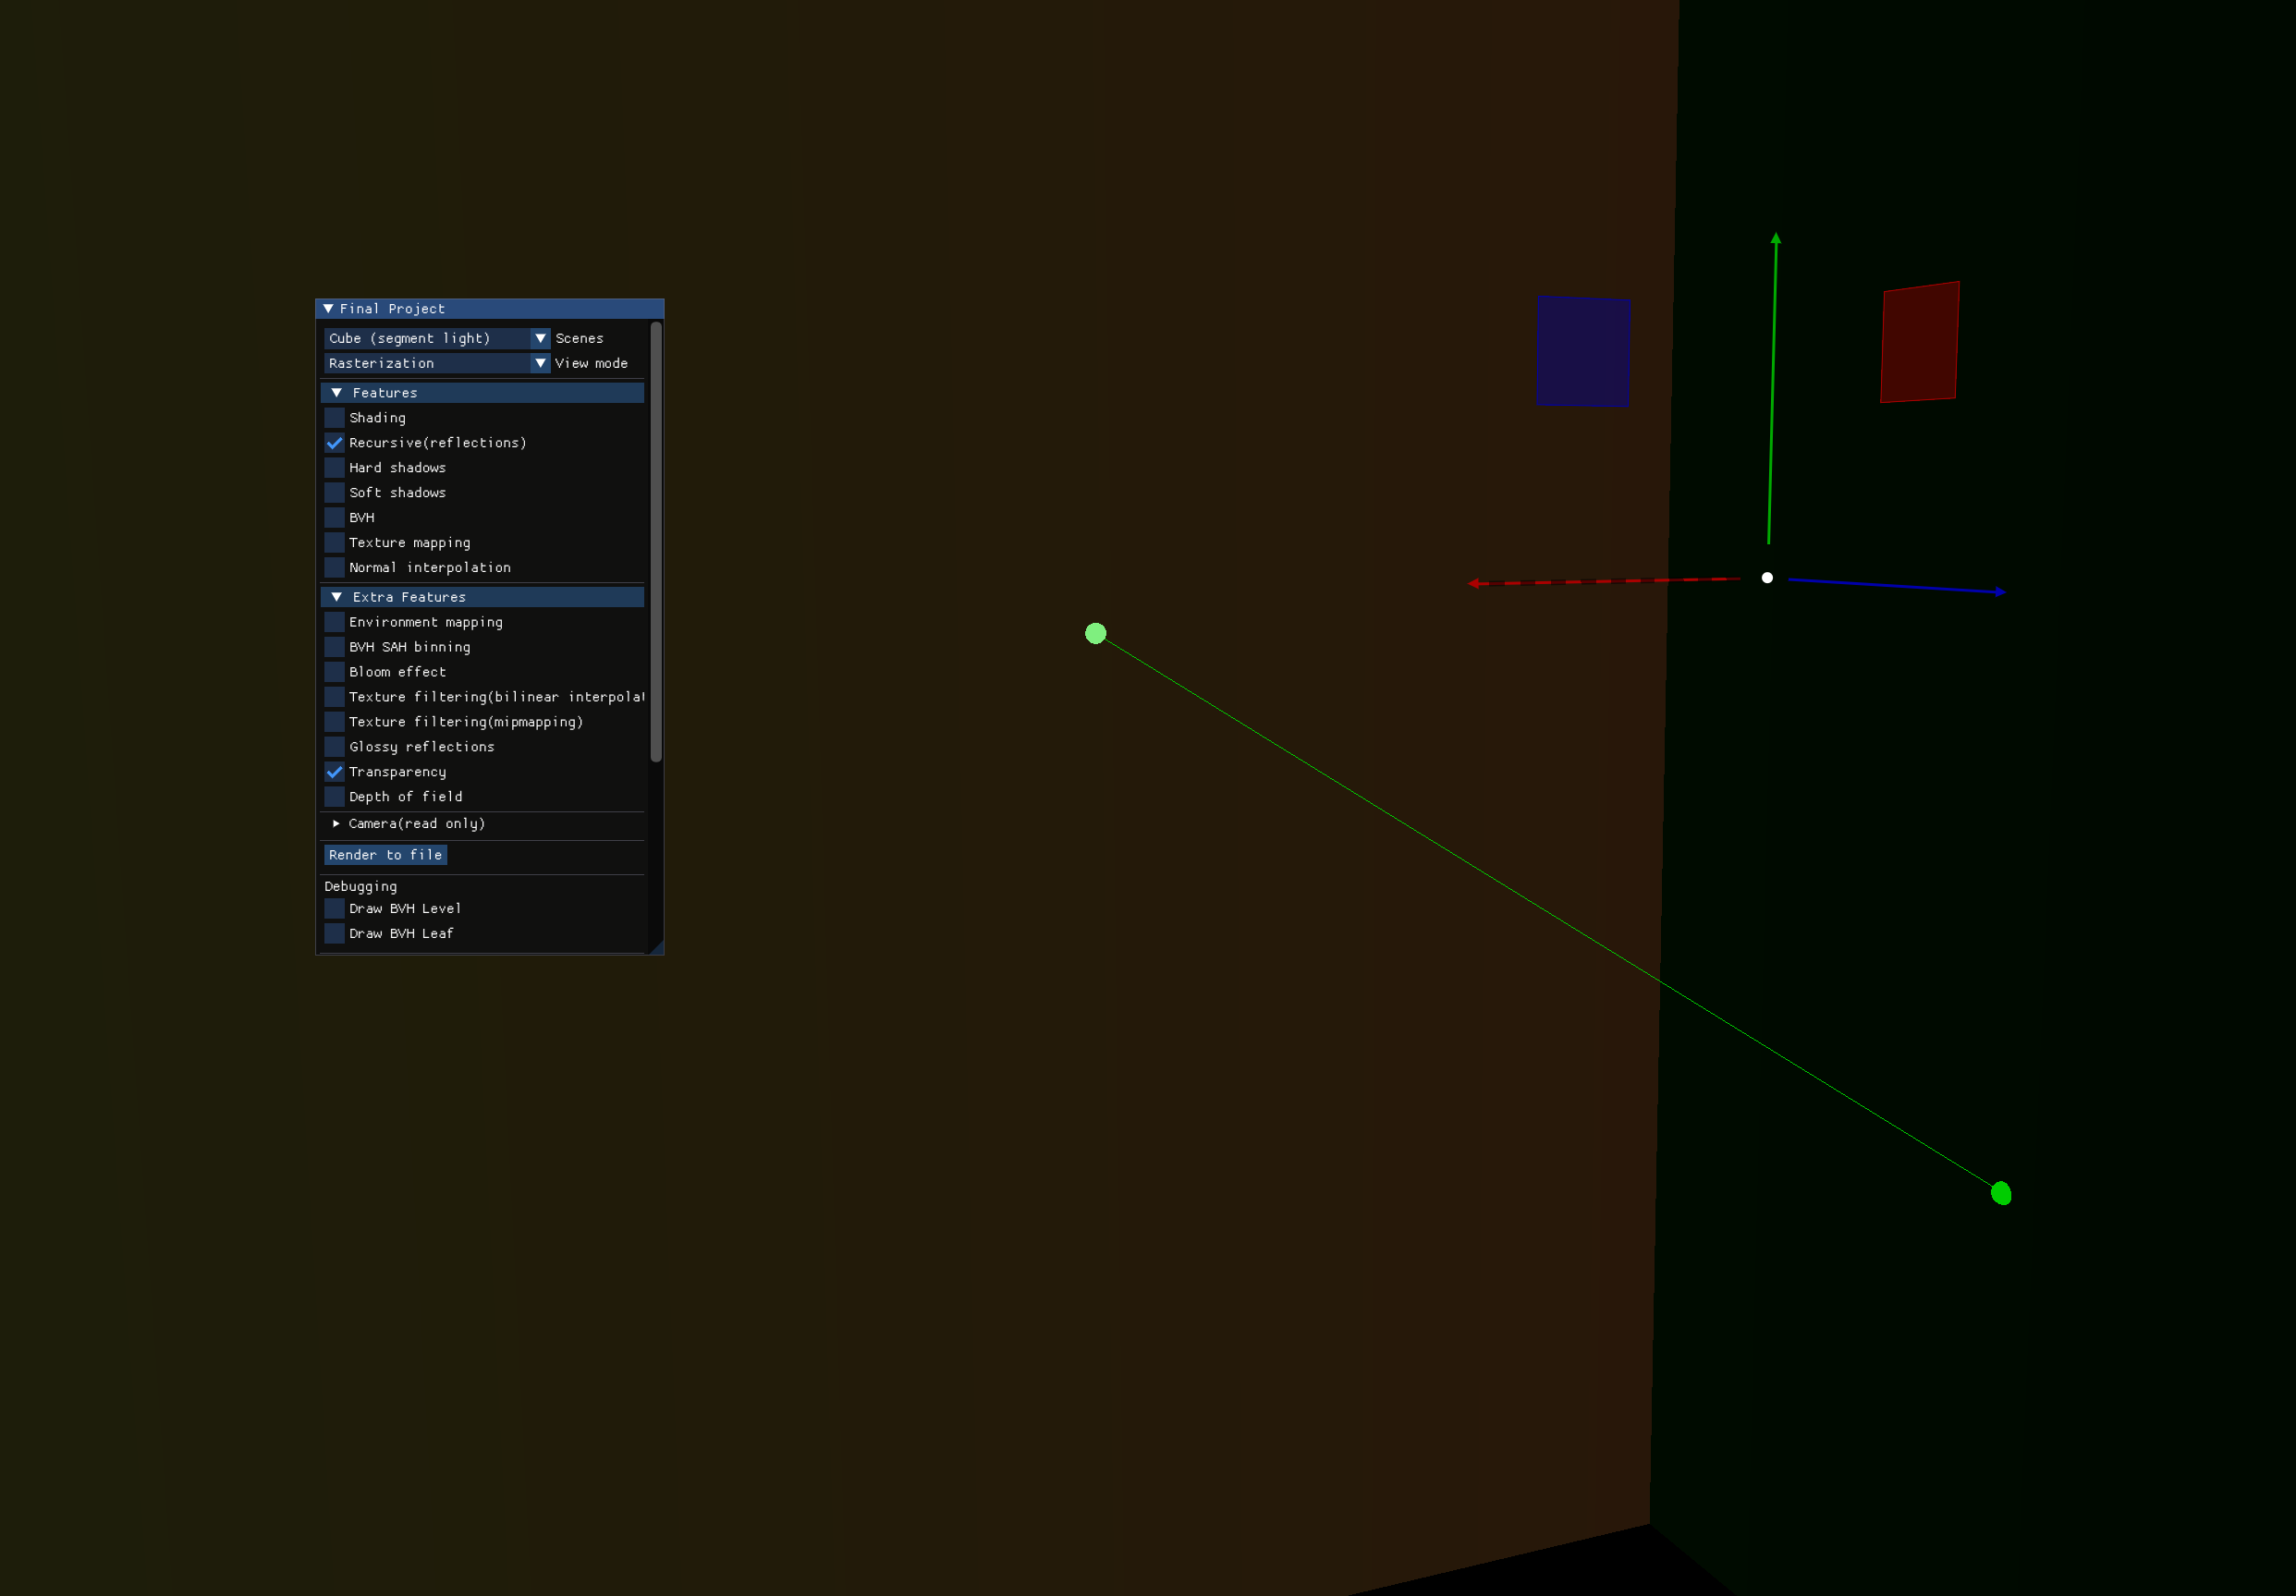 Final Project
Cube (segment light) Scenes
Rasterization View mode
Features
Shading
Recursive(reflections)
Hard shadows
Soft shadows
BVH
Texture mapping
Normal interpolation
Extra Features
Environment mapping
BVH SAH binning
Bloom effect
Texture filtering(bilinear
Texture filtering(mipmapping)
Glossy reflections
Transparency
Depth of field
Camera(read only)
Render to file
Debugging
Draw BVH Level
Draw BVH Leaf